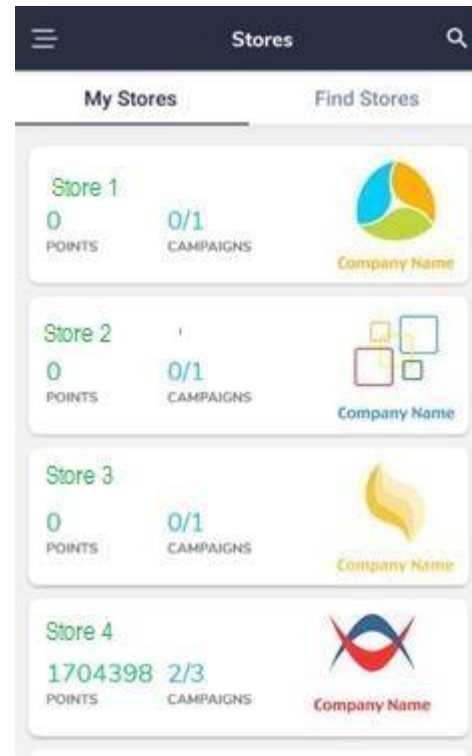 Stores
My Stores Find Stores
Store 1
0 0/1
POINTS CAMPAIGNS
Company Name
Store 2
0 0/1
POINTS CAMPAIGNS
Company Name
Store 3
0 0/1
POINTS CAMPAIGNS
Company Name
Store 4
1704398 2/3
POINTS CAMPAIGNS
Company Name